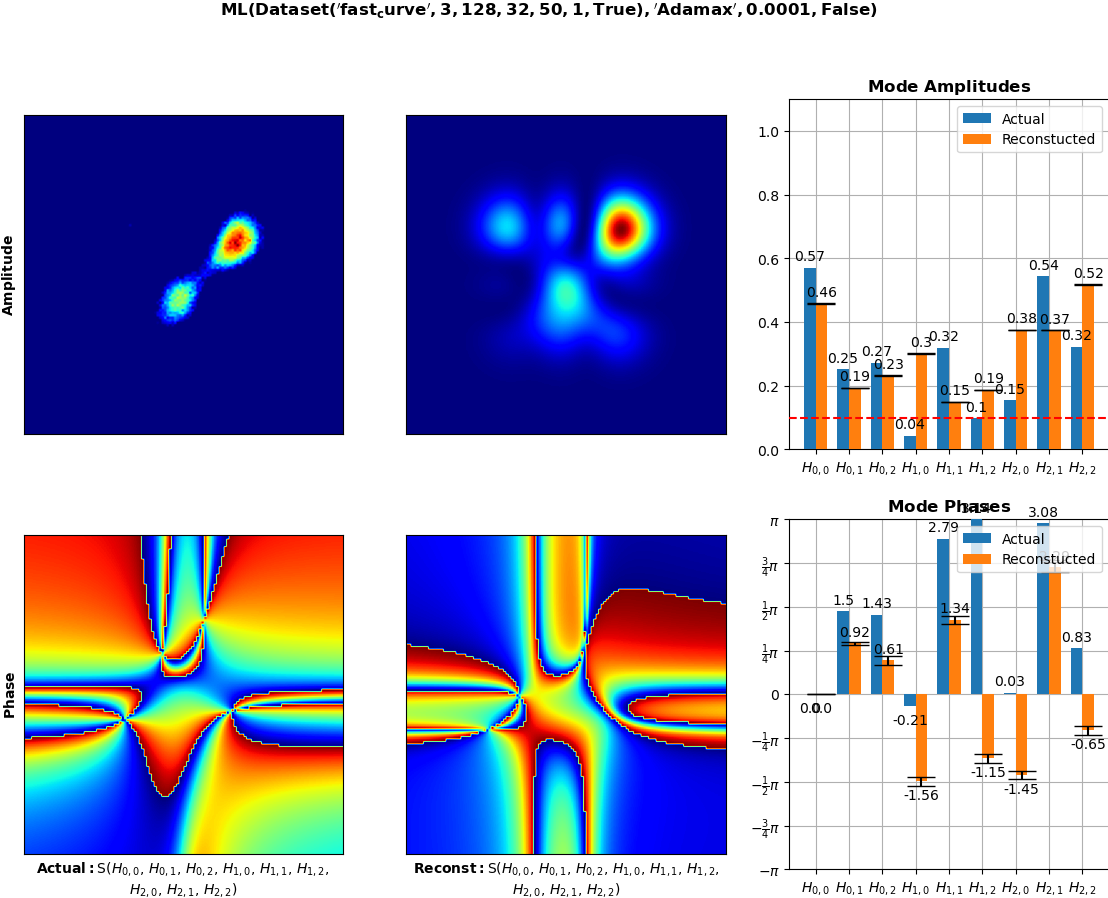 ML(Dataset('fast_curve', 3, 128, 32, 50, 1, True), 'Adamax', 0.0001, False)
Amplitude
Mode Amplitudes
Actual
Reconstucted
1.0
0.8
0.6
0.4
0.2
0.0
0.57 0.46 0.25 0.19 0.27 0.23 0.04 0.3 0.32 0.15 0.1 0.19 0.15 0.38 0.54 0.37 0.32 0.52
H0,0 H0,1 H0,2 H1,0 H1,1 H1,2 H2,0 H2,1 H2,2
Phase
Mode Phases
Actual
Reconstucted
π
3/4π
1/2π
1/4π
0
−1/4π
−1/2π
−3/4π
−π
0.0 0.0 1.5 0.92 1.43 0.61 -0.21 -1.56 2.79 1.34 3.14 -1.15 0.03 -1.45 3.08 0.83 -0.65
H0,0 H0,1 H0,2 H1,0 H1,1 H1,2 H2,0 H2,1 H2,2
Actual: S(H0,0, H0,1, H0,2, H1,0, H1,1, H1,2,
H2,0, H2,1, H2,2)
Reconst: S(H0,0, H0,1, H0,2, H1,0, H1,1, H1,2,
H2,0, H2,1, H2,2)